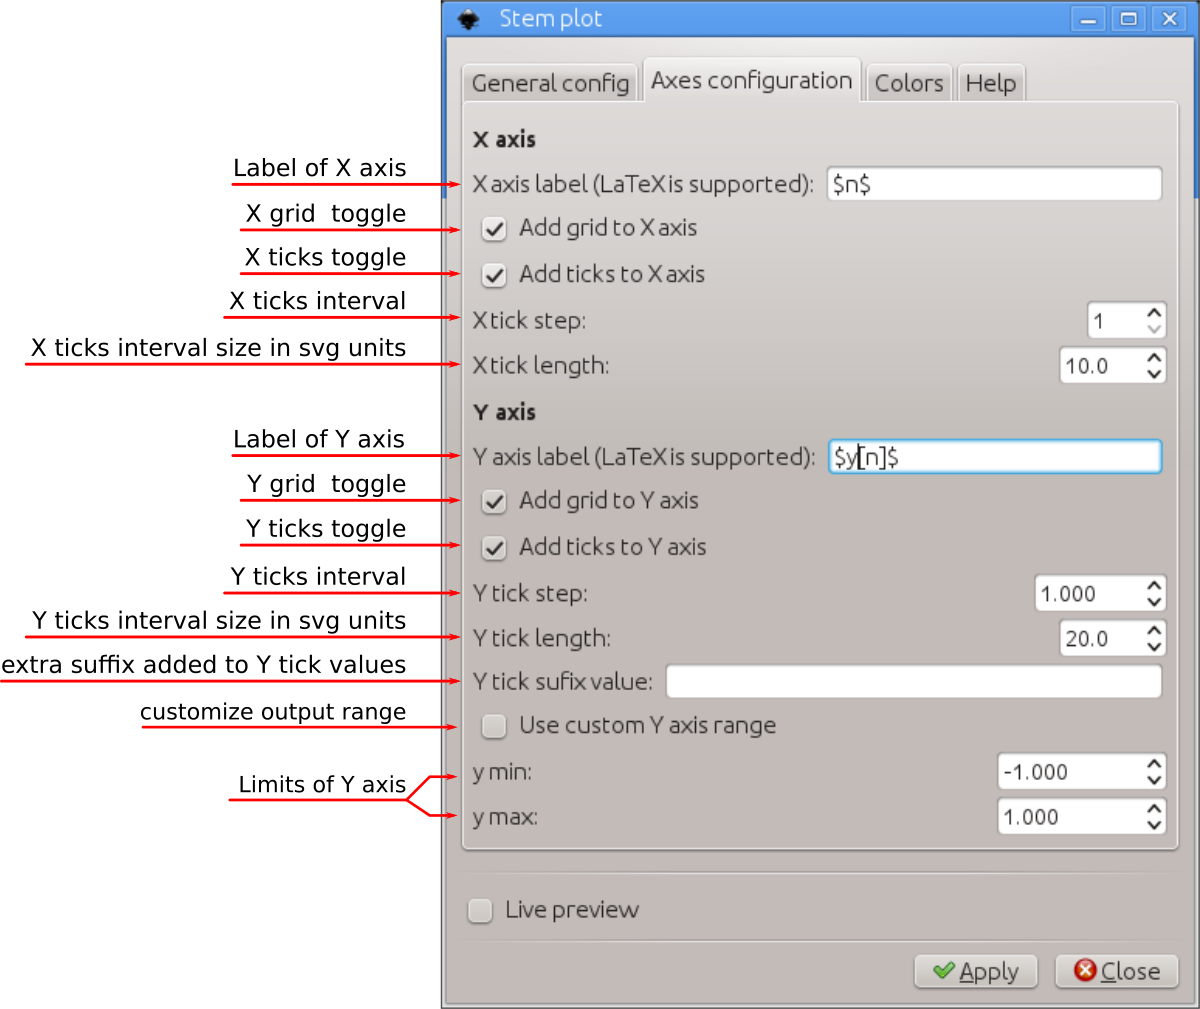 Stem plot
General config Axes configuration Colors Help
X axis
Label of X axis
X axis label (LaTeX is supported): $n$
X grid toggle
Add grid to X axis
X ticks toggle
Add ticks to X axis
X ticks interval
X tick step: 1
X ticks interval size in svg units
X tick length: 10.0
Y axis
Label of Y axis
Y axis label (LaTeX is supported): $y[n]$
Y grid toggle
Add grid to Y axis
Y ticks toggle
Add ticks to Y axis
Y ticks interval
Y tick step: 1.000
Y ticks interval size in svg units
Y tick length: 20.0
extra suffix added to Y tick values
Y tick sufix value:
customize output range
Use custom Y axis range
Limits of Y axis
y min: -1.000
y max: 1.000
Live preview
Apply Close